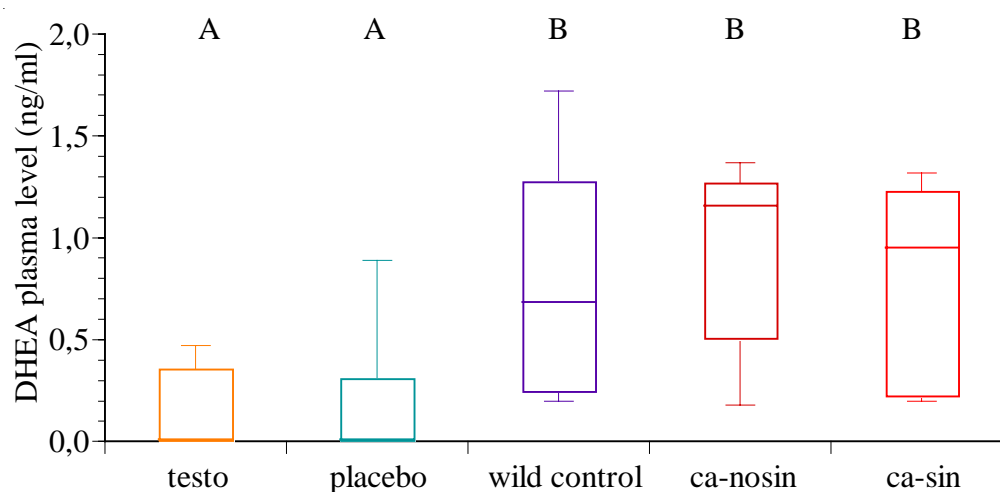 A A B B B
DHEA plasma level (ng/ml)
2,0
1,5
1,0
0,5
0,0
testo placebo wild control ca-nosin ca-sin